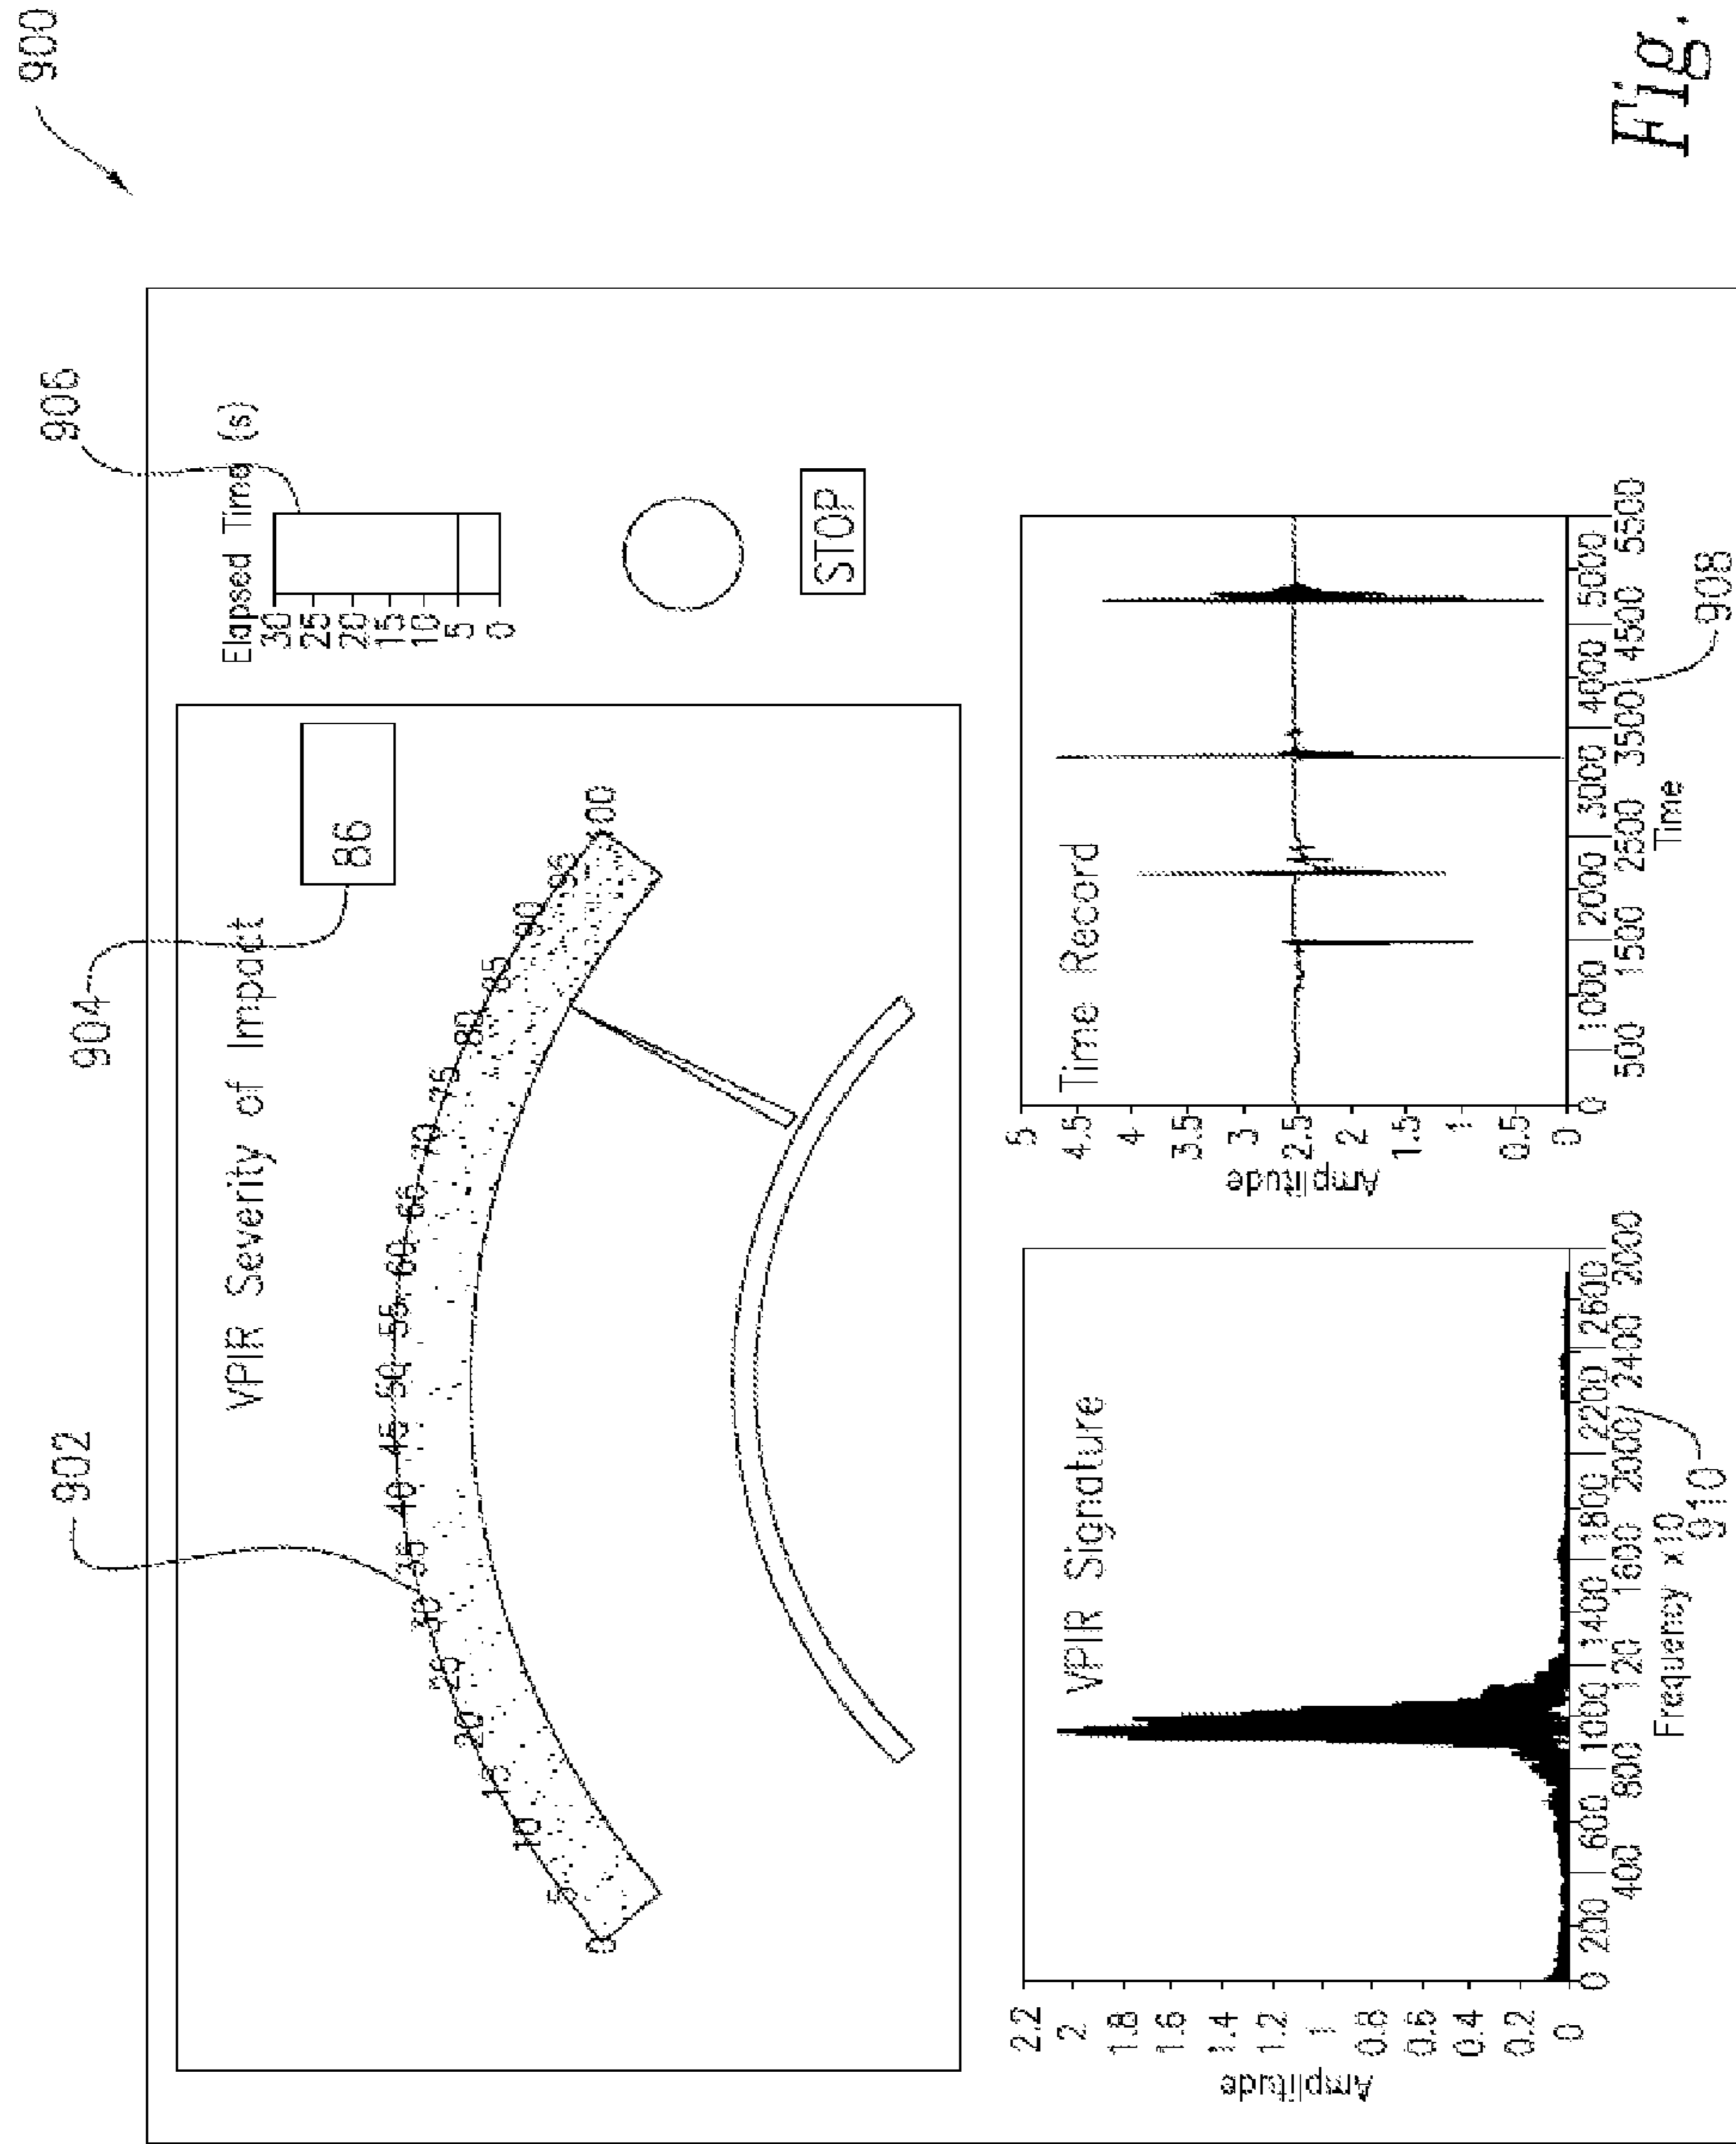 900
902
904
906
VPIR Severity of Impact
86
0 5 10 15 20 25 30 35 40 45 50 55 60 65 70 75 80 85 90 95 100
Elapsed Time (s)
30
25
20
15
10
5
0
STOP
VPIR Signature
Amplitude
2.2
2
1.8
1.6
1.4
1.2
1
0.8
0.6
0.4
0.2
0
0 200 400 600 800 1000 120 1400 1600 1800 2000 2200 2400 2600 2000
Frequency x10
910
Time Record
Amplitude
5
4.5
4
3.5
3
2.5
2
1.5
1
0.5
0
0 500 1000 1500 2000 2500 3000 3500 4000 4500 5000 5500
Time
908
Fig.